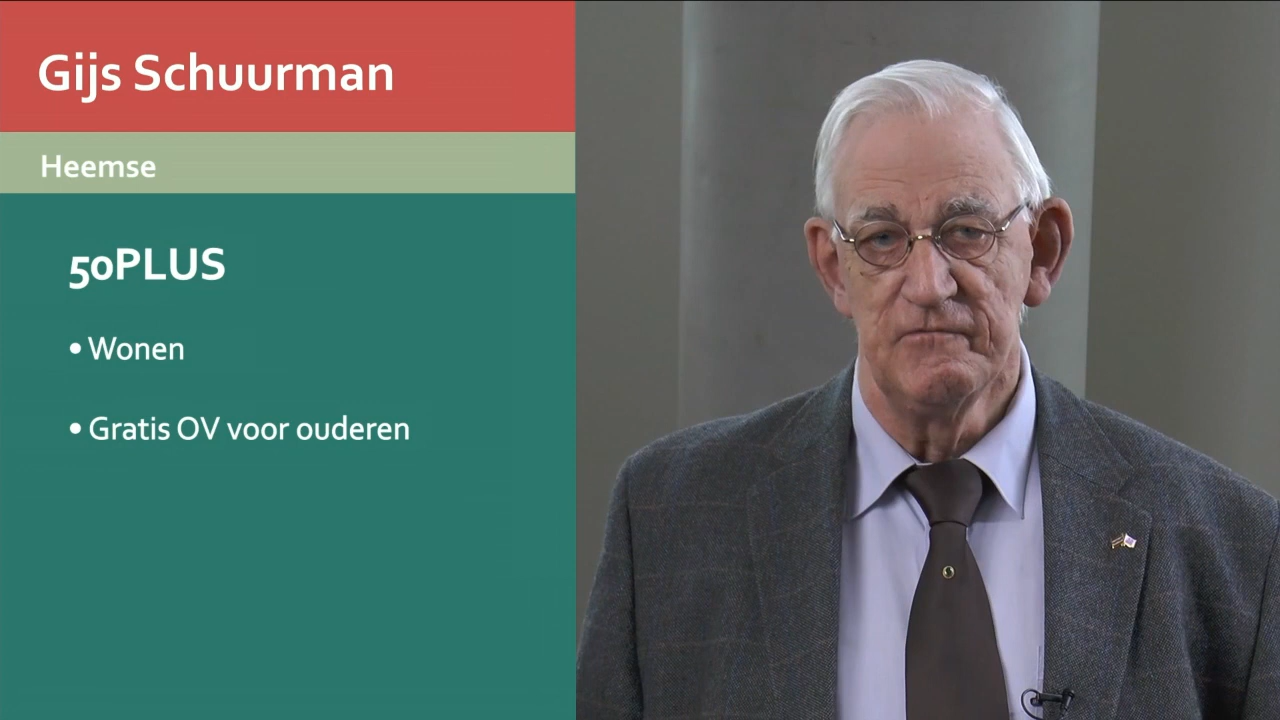 Gijs Schuurman
Heemse
50PLUS
• Wonen
• Gratis OV voor ouderen